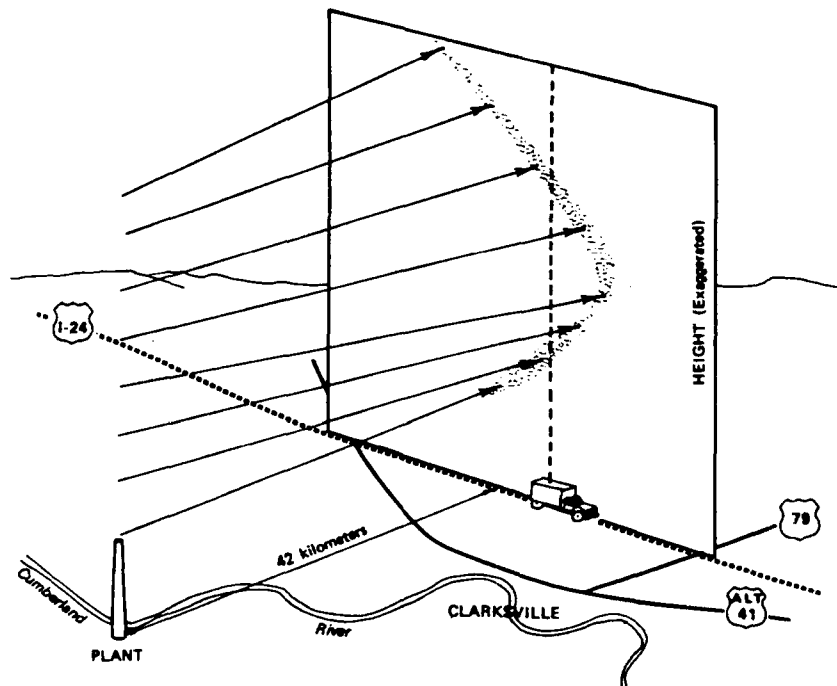 HEIGHT (Exaggerated)
I-24
42 kilometers
79
Cumberland
River
CLARKSVILLE
ALT
41
PLANT